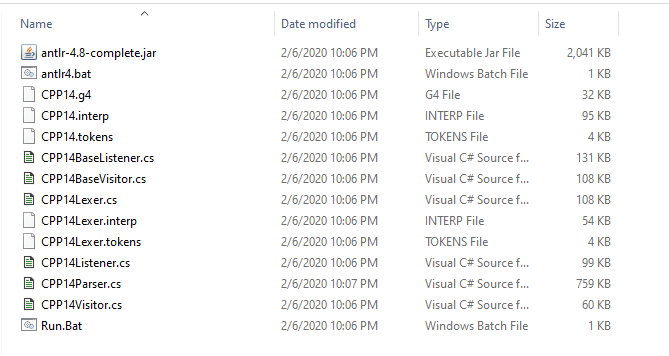 Name Date modified Type Size
antlr-4.8-complete.jar 2/6/2020 10:06 PM Executable Jar File 2,041 KB
antlr4.bat 2/6/2020 10:06 PM Windows Batch File 1 KB
CPP14.g4 2/6/2020 10:06 PM G4 File 32 KB
CPP14.interp 2/6/2020 10:06 PM INTERP File 95 KB
CPP14.tokens 2/6/2020 10:06 PM TOKENS File 4 KB
CPP14BaseListener.cs 2/6/2020 10:06 PM Visual C# Source f... 131 KB
CPP14BaseVisitor.cs 2/6/2020 10:06 PM Visual C# Source f... 108 KB
CPP14Lexer.cs 2/6/2020 10:06 PM Visual C# Source f... 108 KB
CPP14Lexer.interp 2/6/2020 10:06 PM INTERP File 54 KB
CPP14Lexer.tokens 2/6/2020 10:06 PM TOKENS File 4 KB
CPP14Listener.cs 2/6/2020 10:06 PM Visual C# Source f... 99 KB
CPP14Parser.cs 2/6/2020 10:07 PM Visual C# Source f... 759 KB
CPP14Visitor.cs 2/6/2020 10:06 PM Visual C# Source f... 60 KB
Run.Bat 2/6/2020 10:06 PM Windows Batch File 1 KB